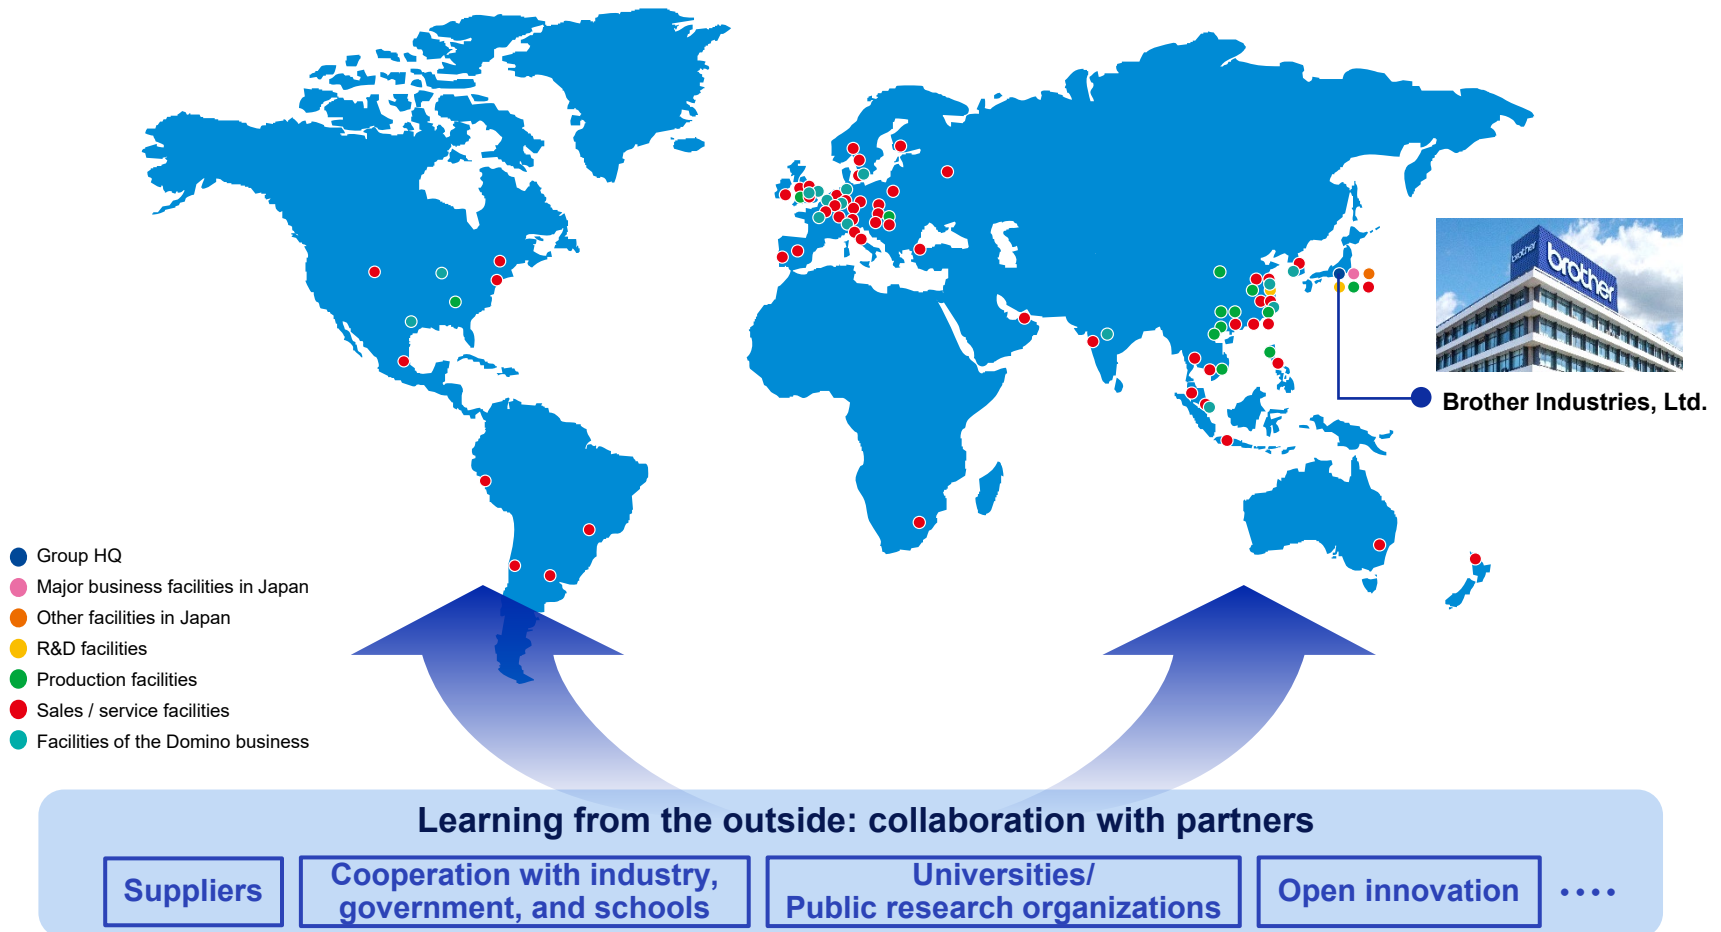 brother
brother
Brother Industries, Ltd.
Group HQ
Major business facilities in Japan
Other facilities in Japan
R&D facilities
Production facilities
Sales / service facilities
Facilities of the Domino business
Learning from the outside: collaboration with partners
Suppliers
Cooperation with industry,
government, and schools
Universities/
Public research organizations
Open innovation
····